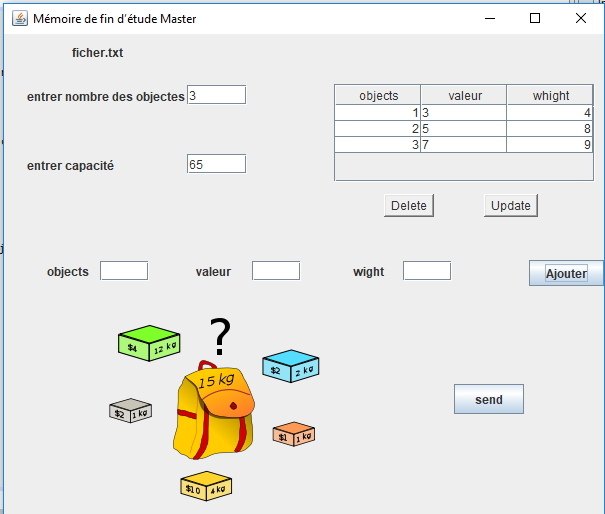 Mémoire de fin d'étude Master
ficher.txt
entrer nombre des objectes 3
objects valeur whight
1 3 4
2 5 8
3 7 9
entrer capacité 65
Delete Update
objects valeur wight Ajouter
?
$4 12 kg
15 kg
$2 2 kg
$2 1 kg
$1 1 kg
send
$10 4 kg